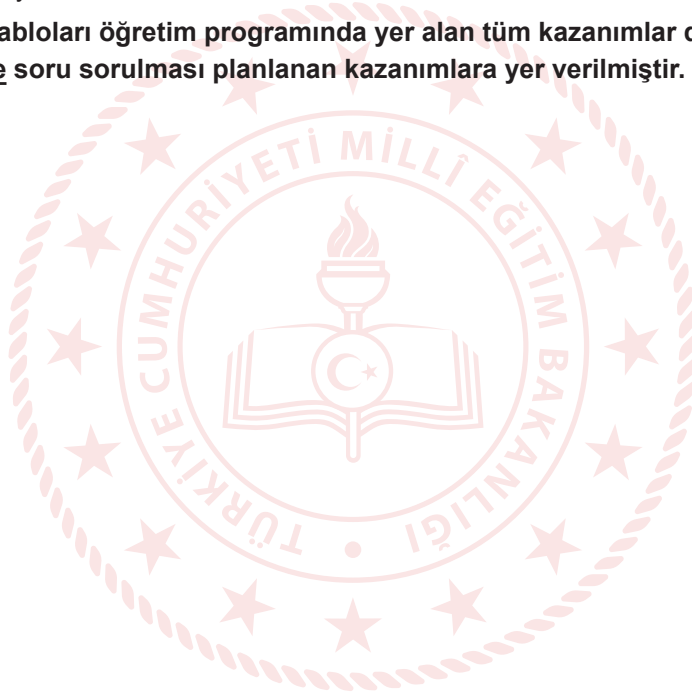 abloları öğretim programında yer alan tüm kazanımlar
e soru sorulması planlanan kazanımlara yer verilmiştir.
TÜRKİYE CUMHURİYETİ MİLLÎ EĞİTİM BAKANLIĞI